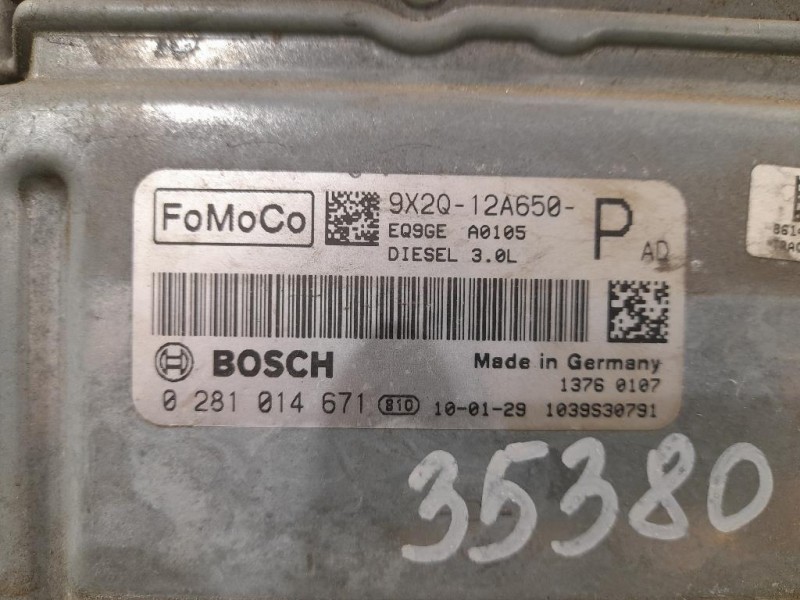 FoMoCo
9X2Q-12A650-
P
AD
EQ9GE A0105
DIESEL 3.0L
BOSCH
Made in Germany
1376 0107
0 281 014 671 810 10-01-29 1039S30791
35380